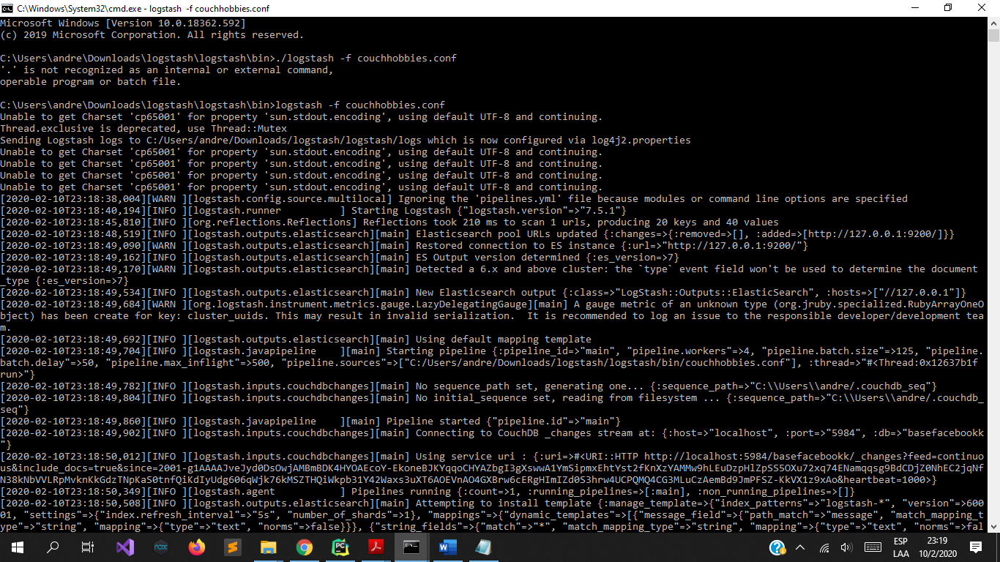 C:\Windows\System32\cmd.exe - logstash  -f couchhobbies.conf
Microsoft Windows [Version 10.0.18362.592]
(c) 2019 Microsoft Corporation. All rights reserved.
C:\Users\andre\Downloads\logstash\logstash\bin>./logstash -f couchhobbies.conf
'.' is not recognized as an internal or external command,
operable program or batch file.
C:\Users\andre\Downloads\logstash\logstash\bin>logstash -f couchhobbies.conf
Unable to get Charset 'cp65001' for property 'sun.stdout.encoding', using default UTF-8 and continuing.
Thread.exclusive is deprecated, use Thread::Mutex
Sending Logstash logs to C:/Users/andre/Downloads/logstash/logstash/logs which is now configured via log4j2.properties
Unable to get Charset 'cp65001' for property 'sun.stdout.encoding', using default UTF-8 and continuing.
Unable to get Charset 'cp65001' for property 'sun.stdout.encoding', using default UTF-8 and continuing.
Unable to get Charset 'cp65001' for property 'sun.stdout.encoding', using default UTF-8 and continuing.
Unable to get Charset 'cp65001' for property 'sun.stdout.encoding', using default UTF-8 and continuing.
[2020-02-10T23:18:38,004][WARN ][logstash.config.source.multilocal] Ignoring the 'pipelines.yml' file because modules or command line options are specified
[2020-02-10T23:18:40,194][INFO ][logstash.runner          ] Starting Logstash {"logstash.version"=>"7.5.1"}
[2020-02-10T23:18:45,810][INFO ][org.reflections.Reflections] Reflections took 210 ms to scan 1 urls, producing 20 keys and 40 values
[2020-02-10T23:18:48,519][INFO ][logstash.outputs.elasticsearch][main] Elasticsearch pool URLs updated {:changes=>{:removed=>[], :added=>[http://127.0.0.1:9200/]}}
[2020-02-10T23:18:49,090][WARN ][logstash.outputs.elasticsearch][main] Restored connection to ES instance {:url=>"http://127.0.0.1:9200/"}
[2020-02-10T23:18:49,162][INFO ][logstash.outputs.elasticsearch][main] ES Output version determined {:es_version=>7}
[2020-02-10T23:18:49,170][WARN ][logstash.outputs.elasticsearch][main] Detected a 6.x and above cluster: the `type` event field won't be used to determine the document
_type {:es_version=>7}
[2020-02-10T23:18:49,534][INFO ][logstash.outputs.elasticsearch][main] New Elasticsearch output {:class=>"LogStash::Outputs::ElasticSearch", :hosts=>["//127.0.0.1"]}
[2020-02-10T23:18:49,684][WARN ][org.logstash.instrument.metrics.gauge.LazyDelegatingGauge][main] A gauge metric of an unknown type (org.jruby.specialized.RubyArrayOneO
bject) has been create for key: cluster_uuids. This may result in invalid serialization.  It is recommended to log an issue to the responsible developer/development tea
m.
[2020-02-10T23:18:49,692][INFO ][logstash.outputs.elasticsearch][main] Using default mapping template
[2020-02-10T23:18:49,704][INFO ][logstash.javapipeline    ][main] Starting pipeline {:pipeline_id=>"main", "pipeline.workers"=>4, "pipeline.batch.size"=>125, "pipeline.
batch.delay"=>50, "pipeline.max_inflight"=>500, "pipeline.sources"=>["C:/Users/andre/Downloads/logstash/logstash/bin/couchhobbies.conf"], :thread=>"#<Thread:0x12637b1f
run>"}
[2020-02-10T23:18:49,782][INFO ][logstash.inputs.couchdbchanges][main] No sequence_path set, generating one... {:sequence_path=>"C:\\Users\\andre/.couchdb_seq"}
[2020-02-10T23:18:49,804][INFO ][logstash.inputs.couchdbchanges][main] No initial_sequence set, reading from filesystem ... {:sequence_path=>"C:\\Users\\andre/.couchdb_
seq"}
[2020-02-10T23:18:49,860][INFO ][logstash.javapipeline    ][main] Pipeline started {"pipeline.id"=>"main"}
[2020-02-10T23:18:49,902][INFO ][logstash.inputs.couchdbchanges][main] Connecting to CouchDB _changes stream at: {:host=>"localhost", :port=>"5984", :db=>"basefacebookk
"}
[2020-02-10T23:18:50,012][INFO ][logstash.inputs.couchdbchanges][main] Using service uri : {:uri=>#<URI::HTTP http://localhost:5984/basefacebookk/_changes?feed=continuo
us&include_docs=true&since=2001-g1AAAAJveJyd0DsOwjAMBmBDK4HYOAEcoY-EkoneBJKYqqoCHYAZbgI3gXswwA1YmSipmxEhtYst2fKnXzYAMMw9hLEuDzpHlZpSS5OXu72xq74ENamqqsg9BdCDjZ0NhEC2jqNf
N38kNbVVLRpMvknKkGdzTNpKaS0tnfQiKdIyUdg606qWjk76kMSZTHQiWkpb31Y42Waxs3uXT6AOEVnAO4GXBrw6cERgHImIZd0S3hrw4UCPQMQ4CG3MLuCzAemBd9JmPFSZ-KkVX1z9xAo&heartbeat=1000>}
[2020-02-10T23:18:50,349][INFO ][logstash.agent           ] Pipelines running {:count=>1, :running_pipelines=>[:main], :non_running_pipelines=>[]}
[2020-02-10T23:18:50,508][INFO ][logstash.outputs.elasticsearch][main] Attempting to install template {:manage_template=>{"index_patterns"=>"logstash-*", "version"=>600
01, "settings"=>{"index.refresh_interval"=>"5s", "number_of_shards"=>1}, "mappings"=>{"dynamic_templates"=>[{"message_field"=>{"path_match"=>"message", "match_mapping_t
ype"=>"string", "mapping"=>{"type"=>"text", "norms"=>false}}}, {"string_fields"=>{"match"=>"*", "match_mapping_type"=>"string", "mapping"=>{"type"=>"text", "norms"=>fal
ESP
LAA
23:19
10/2/2020